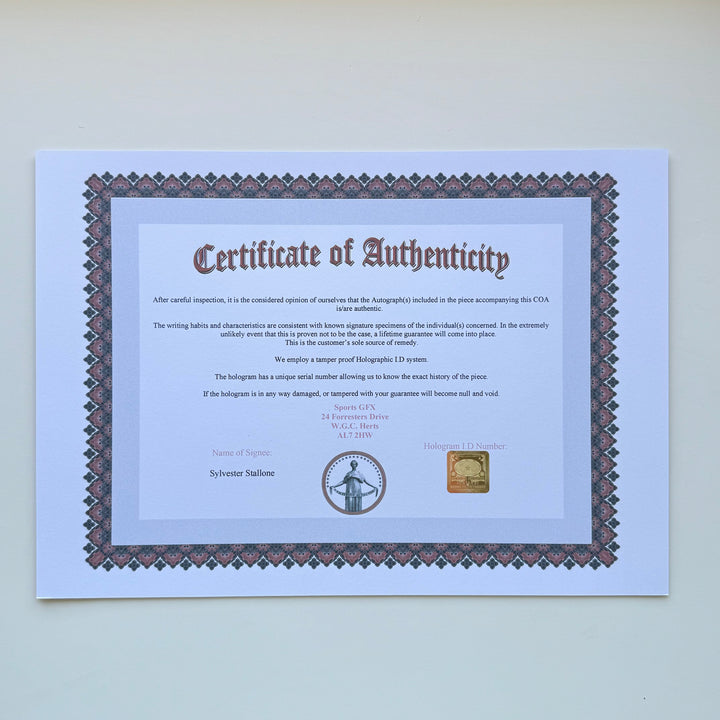 Certificate of Authenticity
After careful inspection, it is the considered opinion of ourselves that the Autograph(s) included in the piece accompanying this COA
is/are authentic.
The writing habits and characteristics are consistent with known signature specimens of the individual(s) concerned. In the extremely
unlikely event that this is proven not to be the case, a lifetime guarantee will come into place.
This is the customer's sole source of remedy.
We employ a tamper proof Holographic I.D system.
The hologram has a unique serial number allowing us to know the exact history of the piece.
If the hologram is in any way damaged, or tampered with your guarantee will become null and void.
Sports GFX
24 Forresters Drive
W.G.C. Herts
AL7 2HW
Name of Signee:
Hologram I.D Number:
Sylvester Stallone